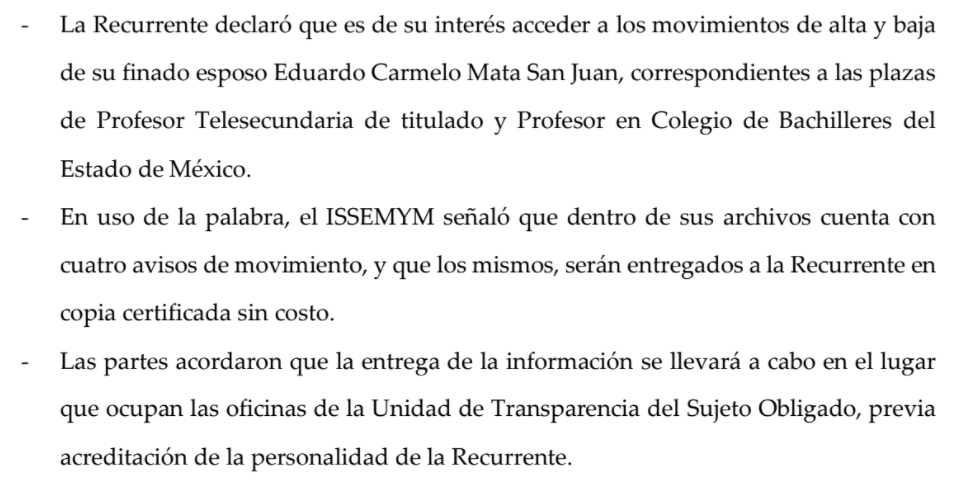 - La Recurrente declaró que es de su interés acceder a los movimientos de alta y baja
de su finado esposo Eduardo Carmelo Mata San Juan, correspondientes a las plazas
de Profesor Telesecundaria de titulado y Profesor en Colegio de Bachilleres del
Estado de México.
- En uso de la palabra, el ISSEMYM señaló que dentro de sus archivos cuenta con
cuatro avisos de movimiento, y que los mismos, serán entregados a la Recurrente en
copia certificada sin costo.
- Las partes acordaron que la entrega de la información se llevará a cabo en el lugar
que ocupan las oficinas de la Unidad de Transparencia del Sujeto Obligado, previa
acreditación de la personalidad de la Recurrente.